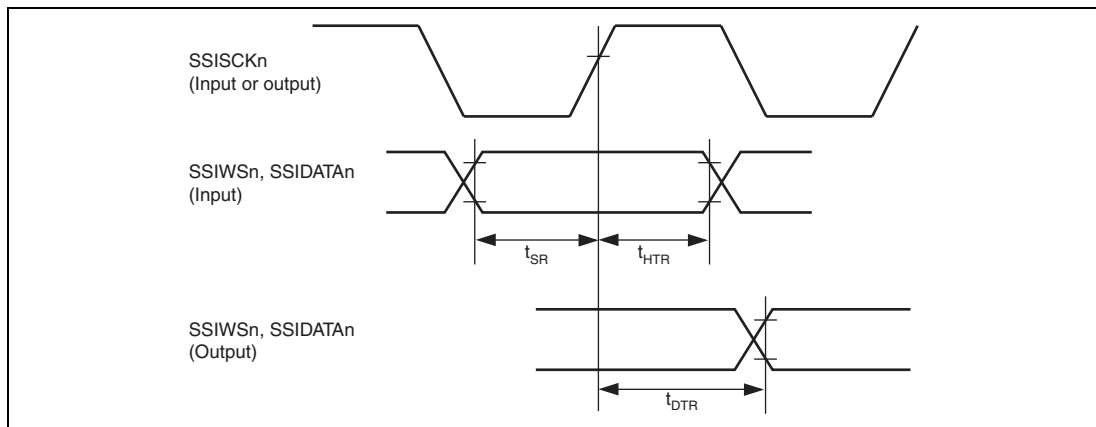 SSISCKn
(Input or output)
SSIWSn, SSIDATAn
(Input)
tSR
tHTR
SSIWSn, SSIDATAn
(Output)
tDTR